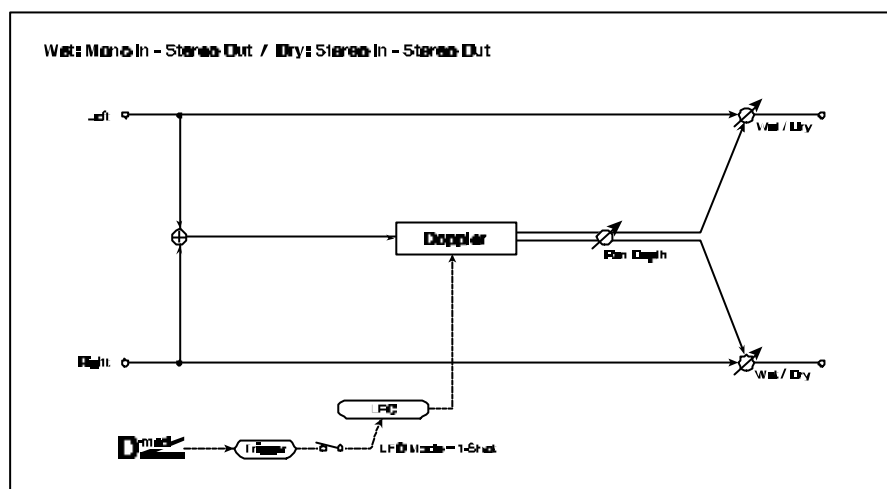 Wet: Mono In - Stereo Out / Dry: Stereo In - Stereo Out
Left
Wet / Dry
Doppler
Pan Depth
Right
Wet / Dry
LFO
D-mod
Trigger
LFO Mode = 1-Shot